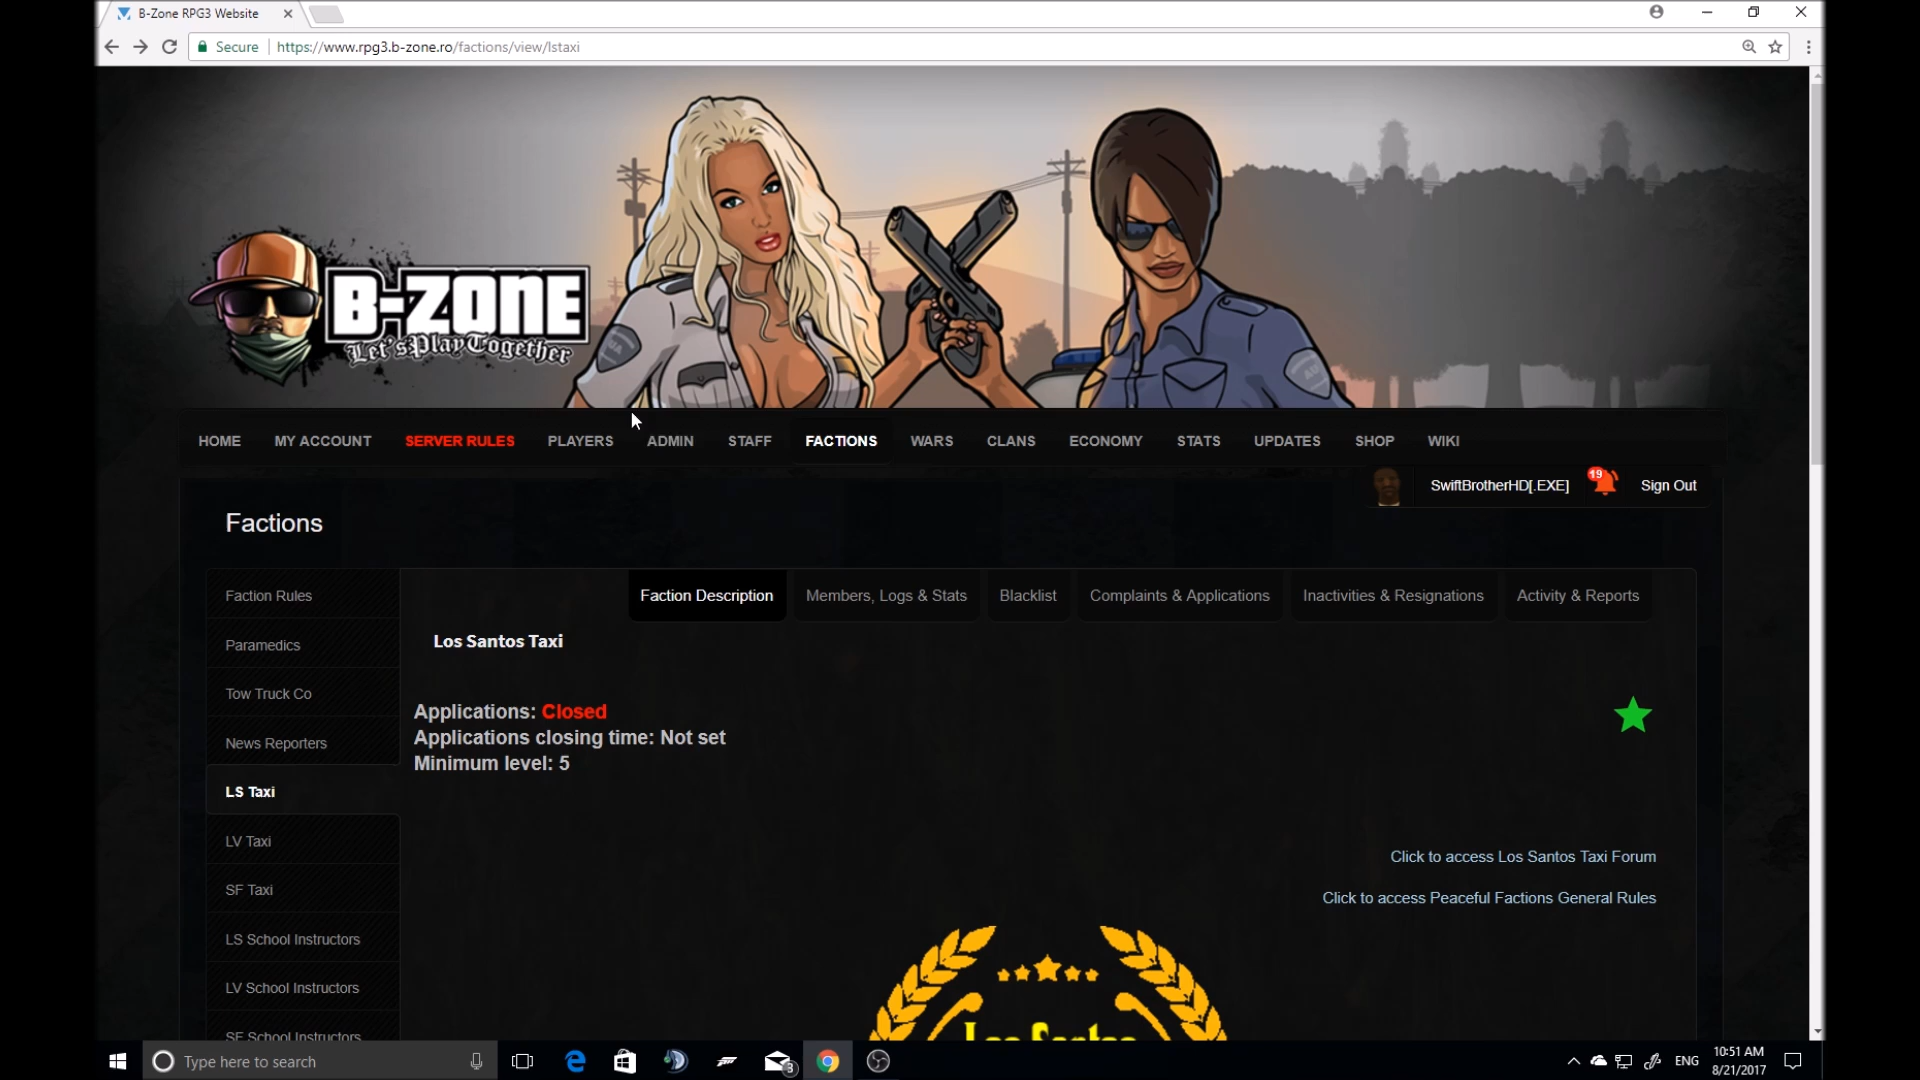 B-Zone RPG3 Website
Secure https://www.rpg3.b-zone.ro/factions/view/lstaxi
B-ZONE
Let's Play Together
HOME MY ACCOUNT SERVER RULES PLAYERS ADMIN STAFF FACTIONS WARS CLANS ECONOMY STATS UPDATES SHOP WIKI
19
SwiftBrotherHD[.EXE] Sign Out
Factions
Faction Rules
Paramedics
Tow Truck Co
News Reporters
LS Taxi
LV Taxi
SF Taxi
LS School Instructors
LV School Instructors
SF School Instructors
Faction Description Members, Logs & Stats Blacklist Complaints & Applications Inactivities & Resignations Activity & Reports
Los Santos Taxi
Applications: Closed
Applications closing time: Not set
Minimum level: 5
Click to access Los Santos Taxi Forum
Click to access Peaceful Factions General Rules
Los Santos
Type here to search
3
ENG
10:51 AM
8/21/2017